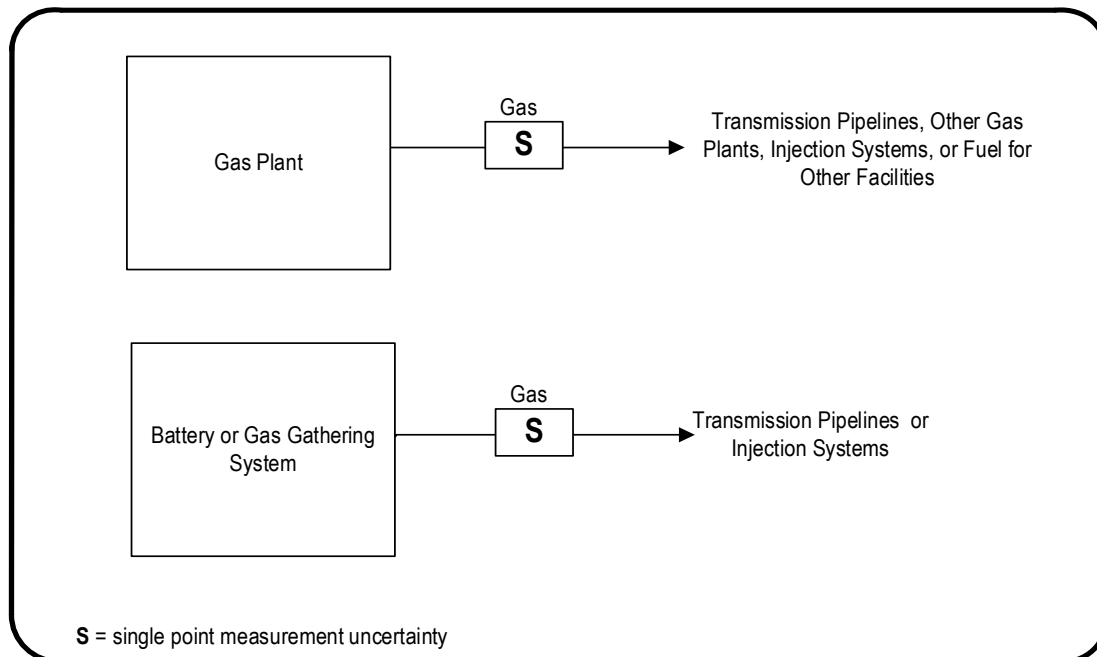 Gas
S
Gas Plant
Transmission Pipelines, Other Gas
Plants, Injection Systems, or Fuel for
Other Facilities
Gas
S
Battery or Gas Gathering
System
Transmission Pipelines or
Injection Systems
S = single point measurement uncertainty